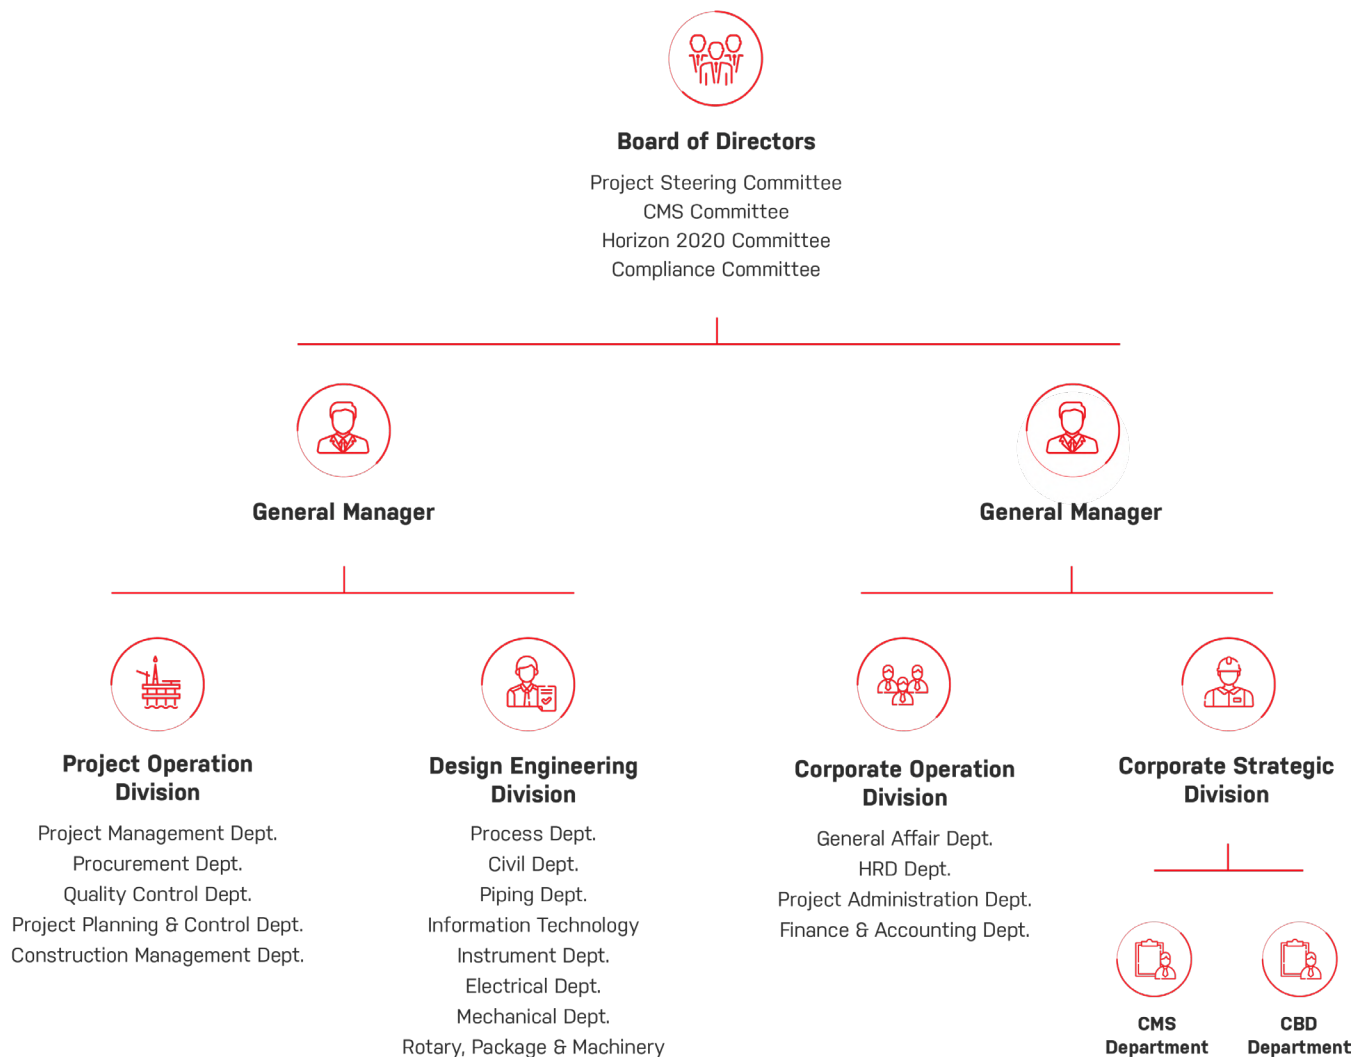 Board of Directors
Project Steering Committee
CMS Committee
Horizon 2020 Committee
Compliance Committee
General Manager
General Manager
Project Operation
Division
Project Management Dept.
Procurement Dept.
Quality Control Dept.
Project Planning & Control Dept.
Construction Management Dept.
Design Engineering
Division
Process Dept.
Civil Dept.
Piping Dept.
Information Technology
Instrument Dept.
Electrical Dept.
Mechanical Dept.
Rotary, Package & Machinery
Corporate Operation
Division
General Affair Dept.
HRD Dept.
Project Administration Dept.
Finance & Accounting Dept.
Corporate Strategic
Division
CMS
Department
CBD
Department